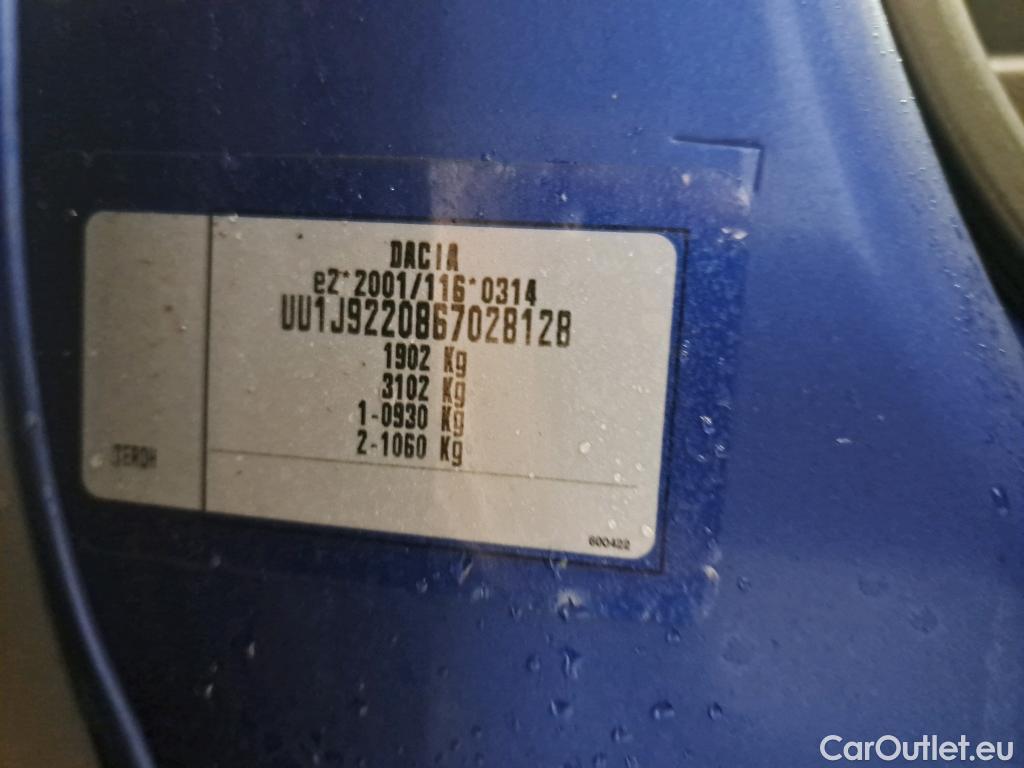 DACIA
e2*2001/116*0314
UU1J9220867028128
1902 Kg
3102 Kg
1-0930 Kg
2-1060 Kg
TERQH
600422
CarOutlet.eu